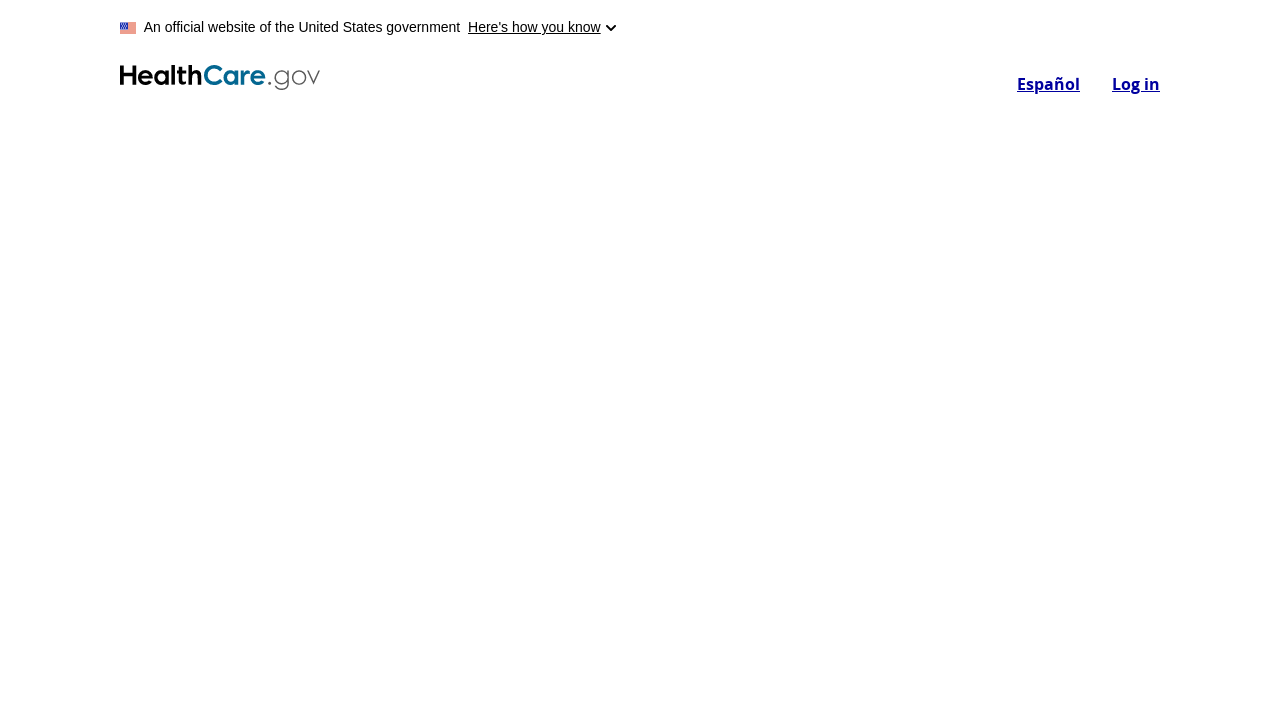 An official website of the United States government Here's how you know
HealthCare.gov
Español Log in